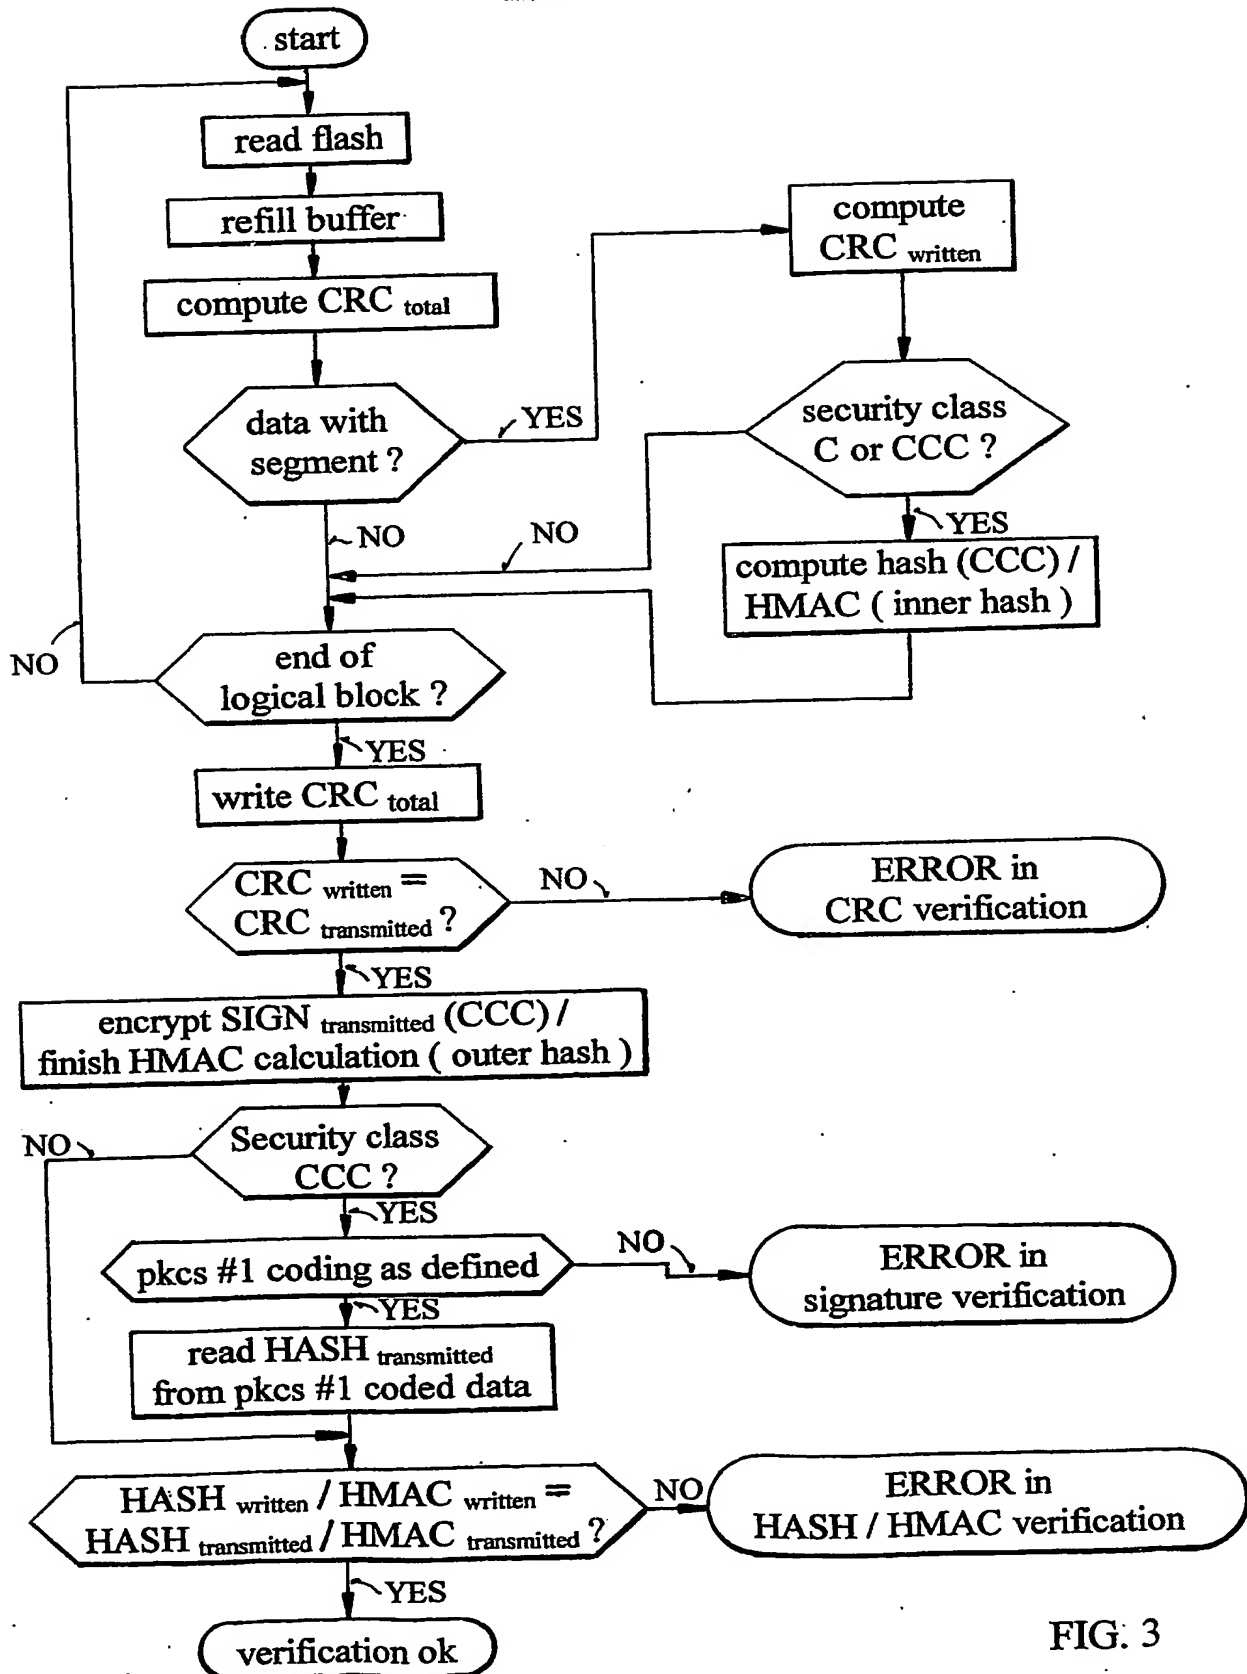 start
read flash
refill buffer
compute CRC total
data with
segment ?
YES
compute
CRC written
security class
C or CCC ?
YES
compute hash (CCC) /
HMAC ( inner hash )
NO
NO
end of
logical block ?
NO
YES
write CRC total
CRC written =
CRC transmitted ?
NO
ERROR in
CRC verification
YES
encrypt SIGN transmitted (CCC) /
finish HMAC calculation ( outer hash )
Security class
CCC ?
NO
YES
pkcs #1 coding as defined
NO
ERROR in
signature verification
YES
read HASH transmitted
from pkcs #1 coded data
HASH written / HMAC written =
HASH transmitted / HMAC transmitted ?
NO
ERROR in
HASH / HMAC verification
YES
verification ok
FIG. 3